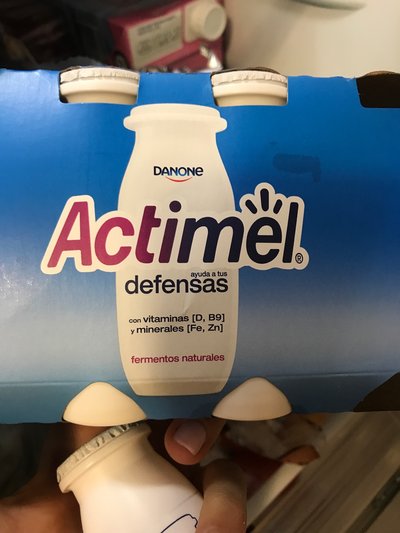 DANONE
Actimel®
ayuda a tus
defensas
con vitaminas [D, B9]
y minerales [Fe, Zn]
fermentos naturales